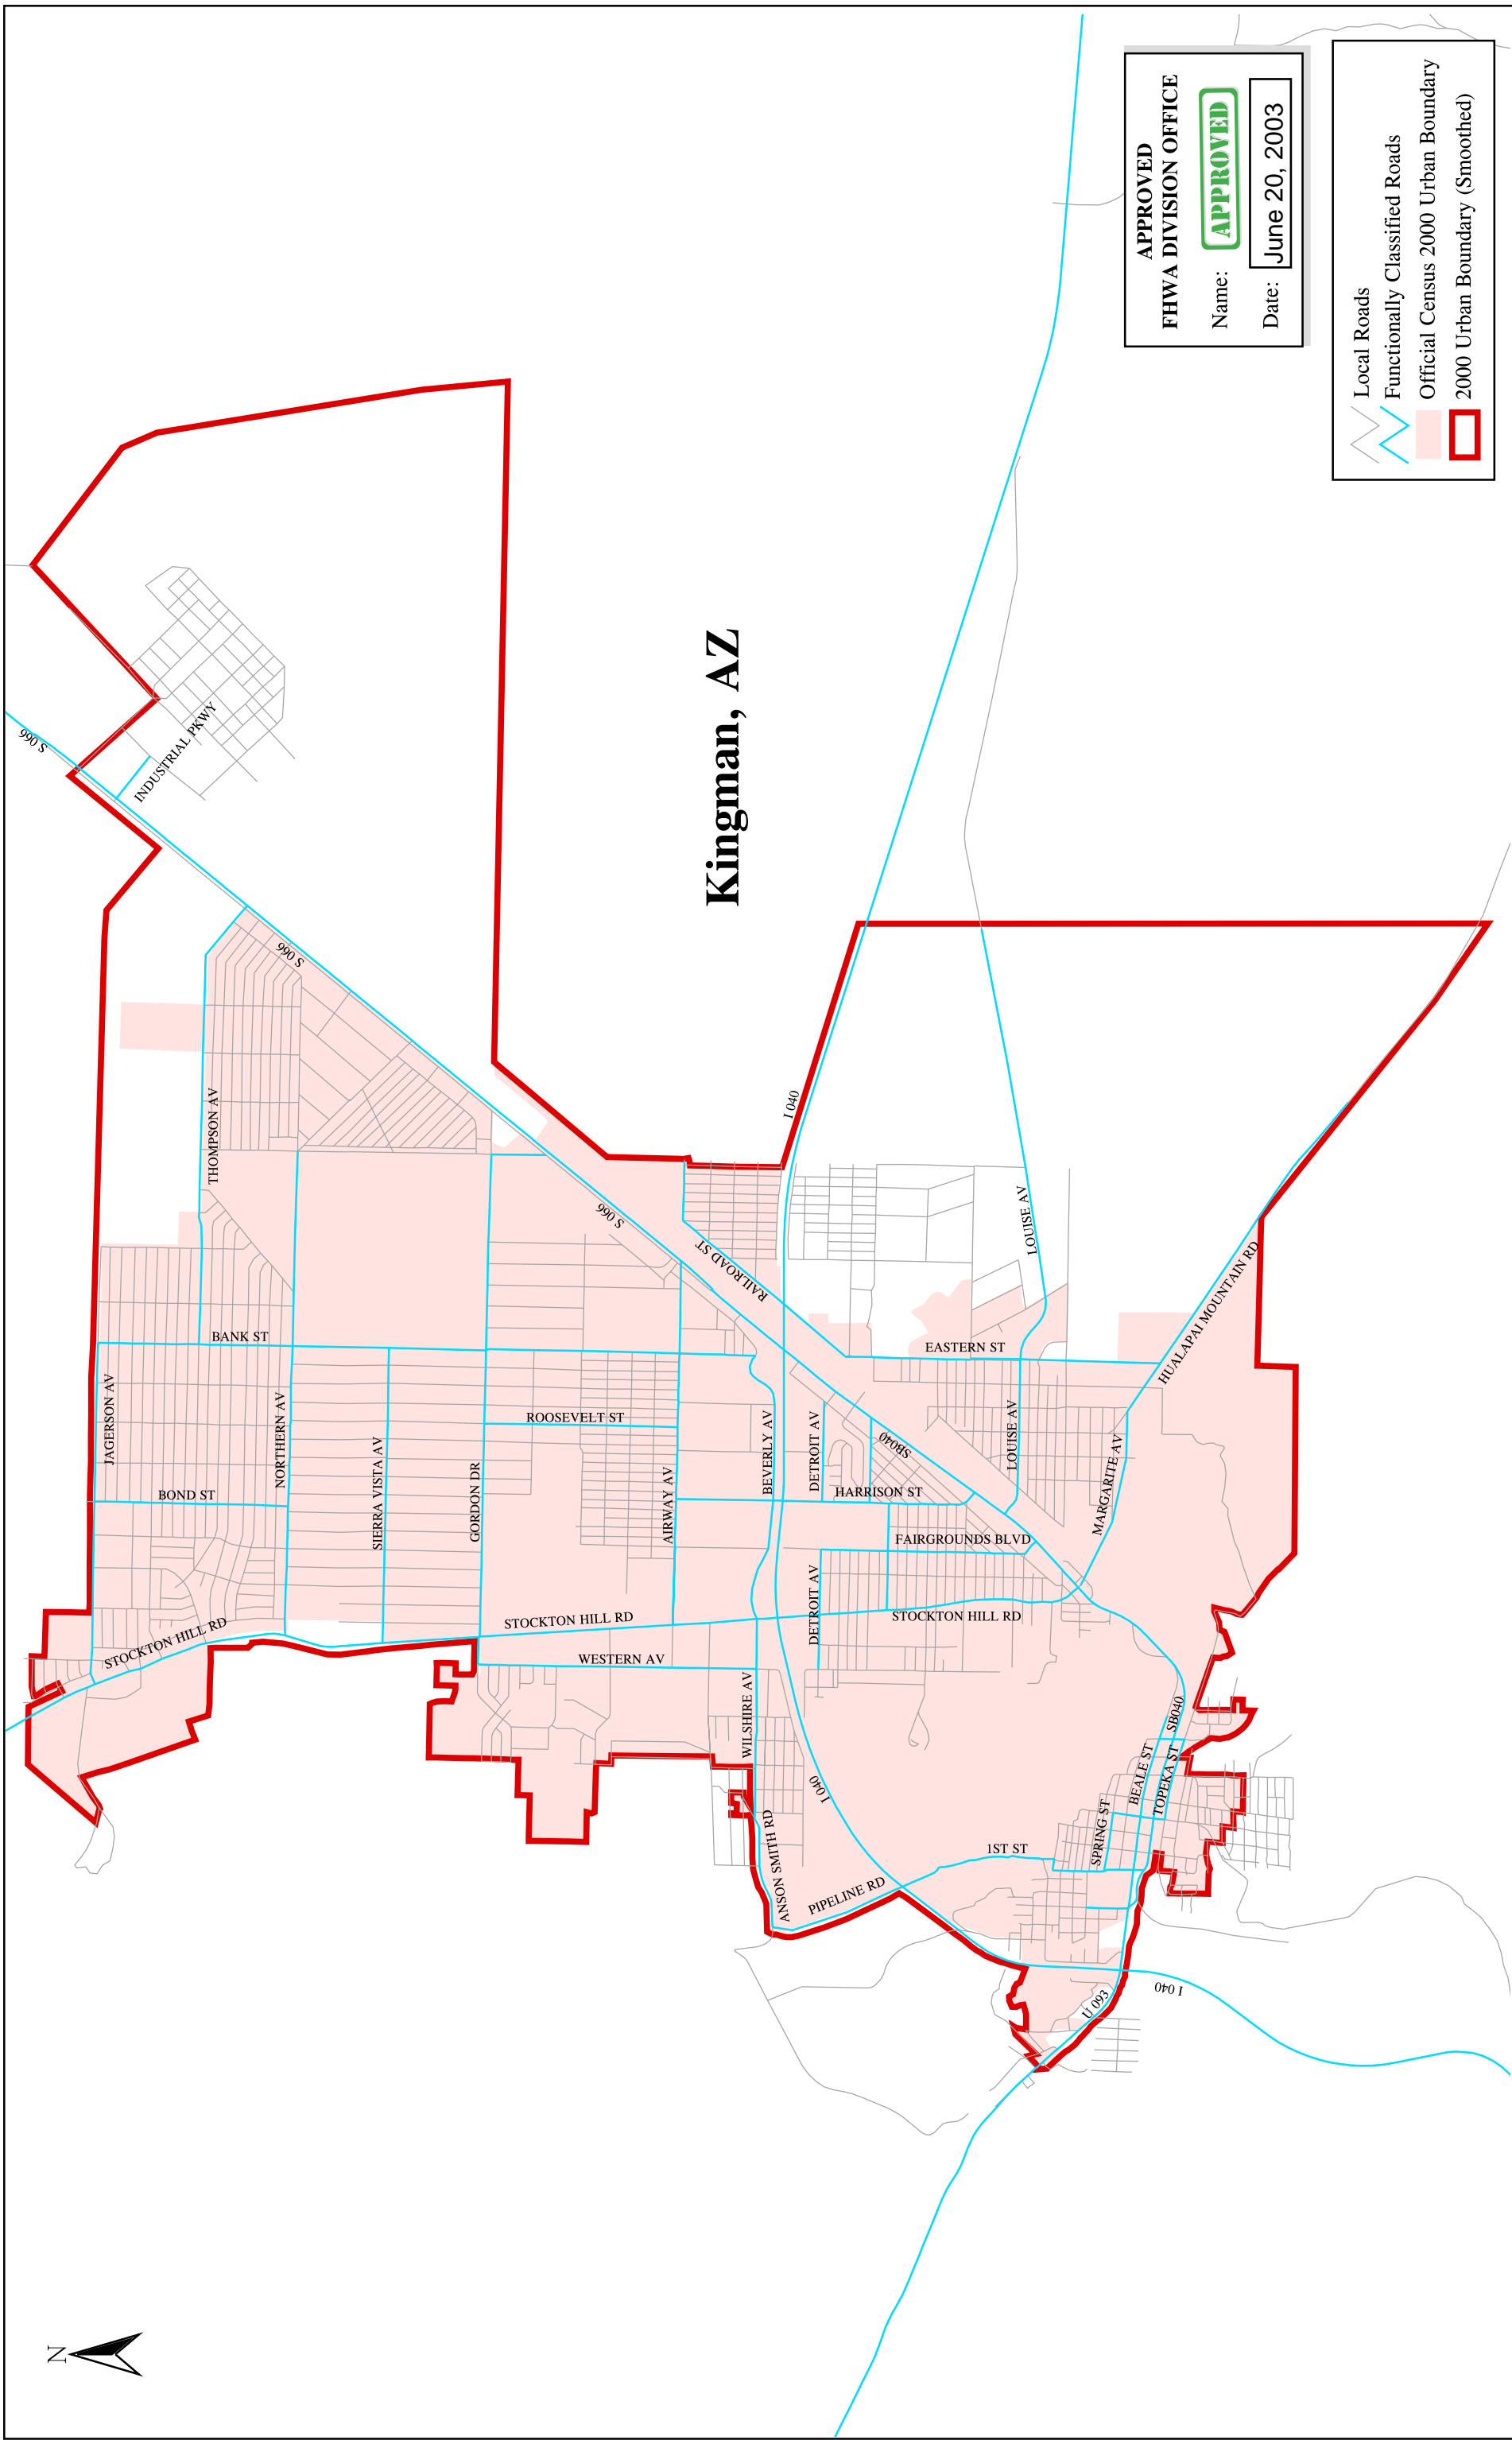 Kingman, AZ
N
STOCKTON HILL RD
JAGERSON AV
BOND ST
BANK ST
THOMPSON AV
NORTHERN AV
SIERRA VISTA AV
GORDON DR
STOCKTON HILL RD
WESTERN AV
ROOSEVELT ST
AIRWAY AV
S 066
INDUSTRIAL PKWY
S 066
S 066
RAILROAD ST
I 040
BEVERLY AV
DETROIT AV
HARRISON ST
SB040
FAIRGROUNDS BLVD
DETROIT AV
STOCKTON HILL RD
WILSHIRE AV
ANSON SMITH RD
I 040
PIPELINE RD
1ST ST
SPRING ST
BEALE ST
TOPEKA ST
SB040
U 093
I 040
EASTERN ST
LOUISE AV
LOUISE AV
MARGARITE AV
HUALAPAI MOUNTAIN RD
APPROVED
FHWA DIVISION OFFICE
Name: APPROVED
Date: June 20, 2003
Local Roads
Functionally Classified Roads
Official Census 2000 Urban Boundary
2000 Urban Boundary (Smoothed)